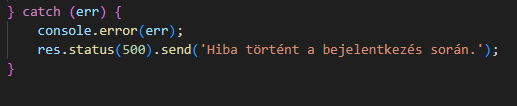 } catch (err) {
console.error(err);
res.status(500).send('Hiba történt a bejelentkezés során.');
}